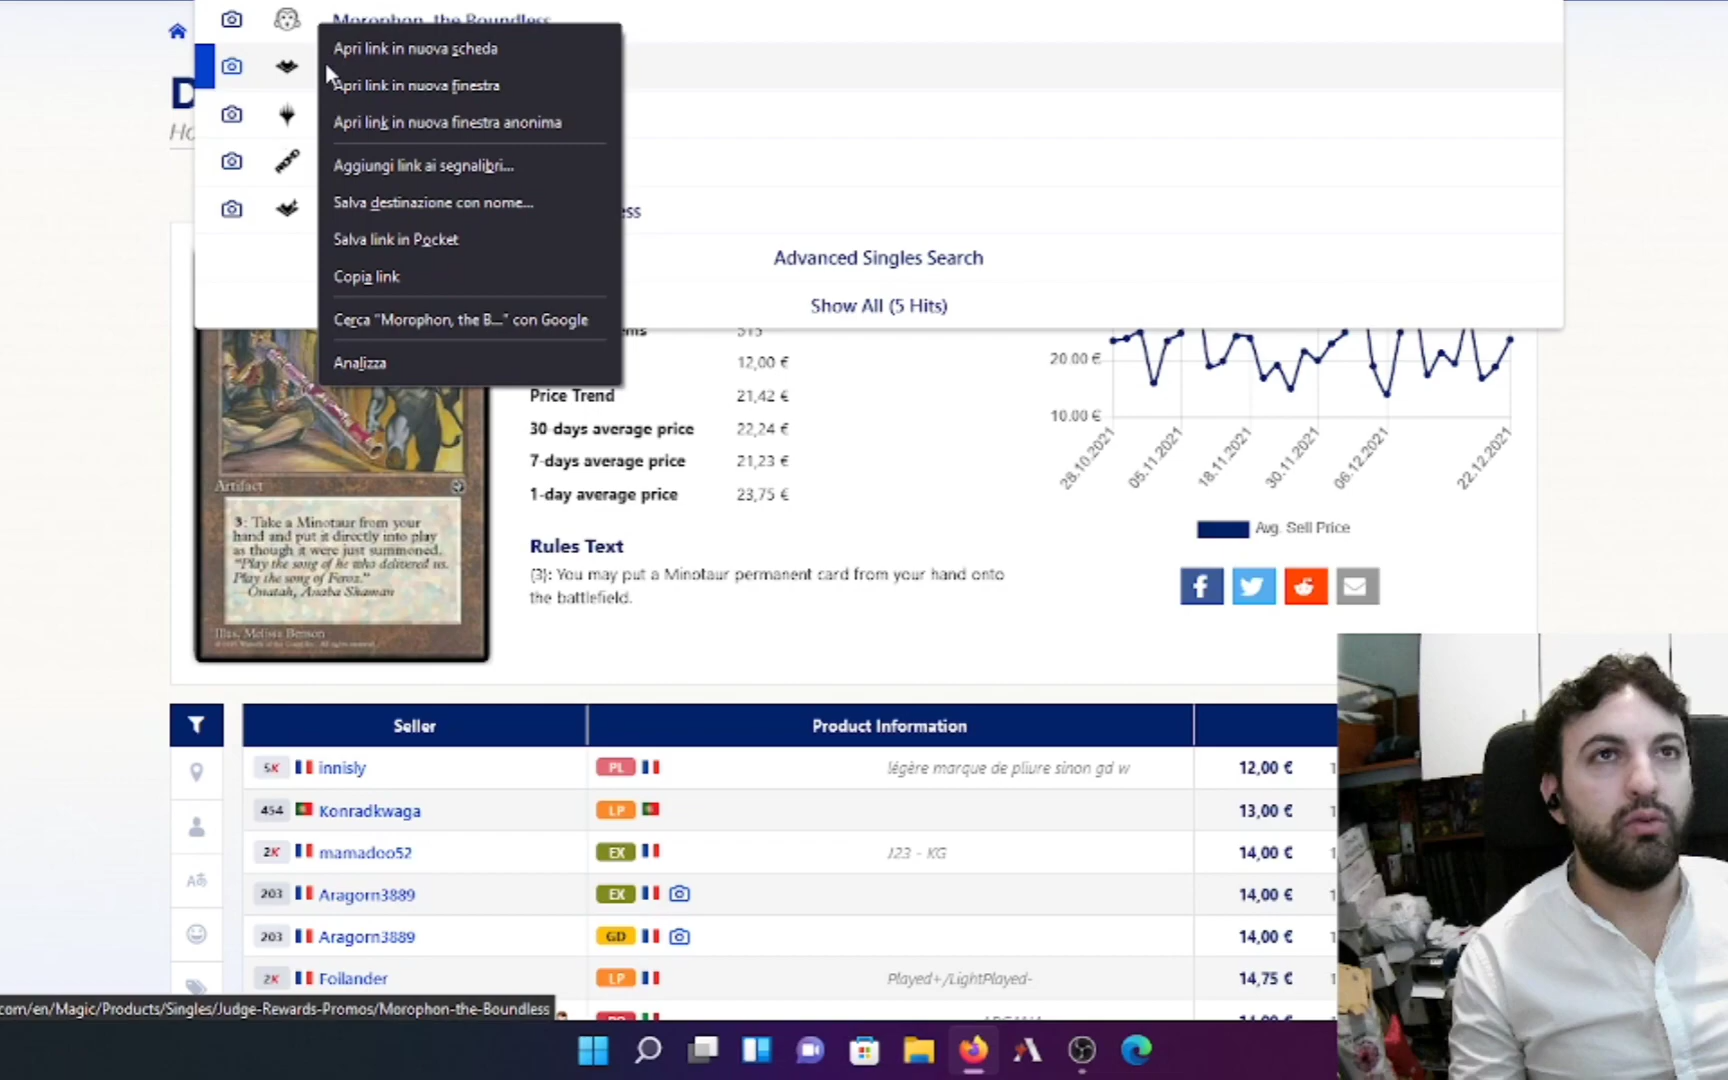 Morophon, the Boundless
Apri link in nuova scheda
Apri link in nuova finestra
Apri link in nuova finestra anonima
Aggiungi link ai segnalibri...
Salva destinazione con nome...
Salva link in Pocket
Copia link
Cerca "Morophon, the B..." con Google
Analizza
D
Ho
ess
Advanced Singles Search
Show All (5 Hits)
315
12,00 €
Price Trend 21,42 €
30-days average price 22,24 €
7-days average price 21,23 €
1-day average price 23,75 €
20.00 €
10.00 €
28.10.2021
05.11.2021
18.11.2021
30.11.2021
06.12.2021
22.12.2021
Avg. Sell Price
Artifact
3: Take a Minotaur from your
hand and put it directly into play
as though it were just summoned.
"Play the song of he who delivered us.
Play the song of Feroz."
—Onatah, Anaba Shaman
Illus. Melissa Benson
Rules Text
{3}: You may put a Minotaur permanent card from your hand onto
the battlefield.
Seller Product Information
5K innisly PL légère marque de pliure sinon gd w 12,00 € 1
454 Konradkwaga LP 13,00 €
2K mamadoo52 EX J23 - KG 14,00 €
203 Aragorn3889 EX 14,00 €
203 Aragorn3889 GD 14,00 € 1
2K Foilander LP Played+/LightPlayed- 14,75 € 1
com/en/Magic/Products/Singles/Judge-Rewards-Promos/Morophon-the-Boundless